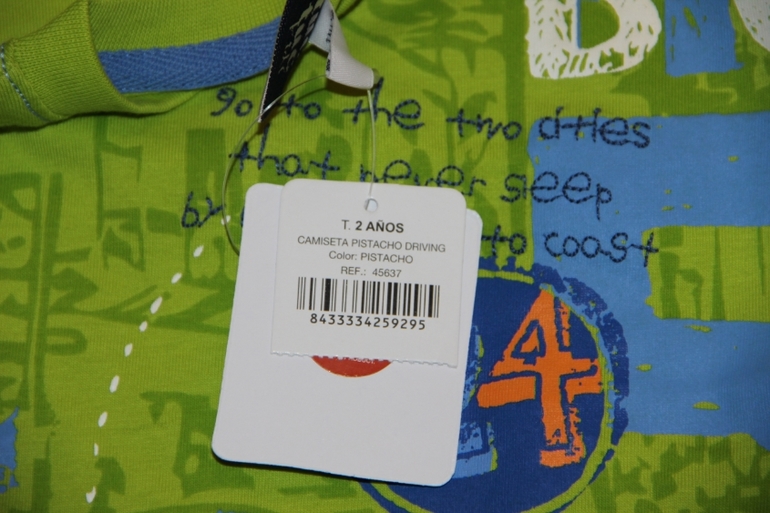 go to the two cities
that never sleep
by
to coast
T. 2 AÑOS
CAMISETA PISTACHO DRIVING
Color: PISTACHO
REF.: 45637
8433334259295
4